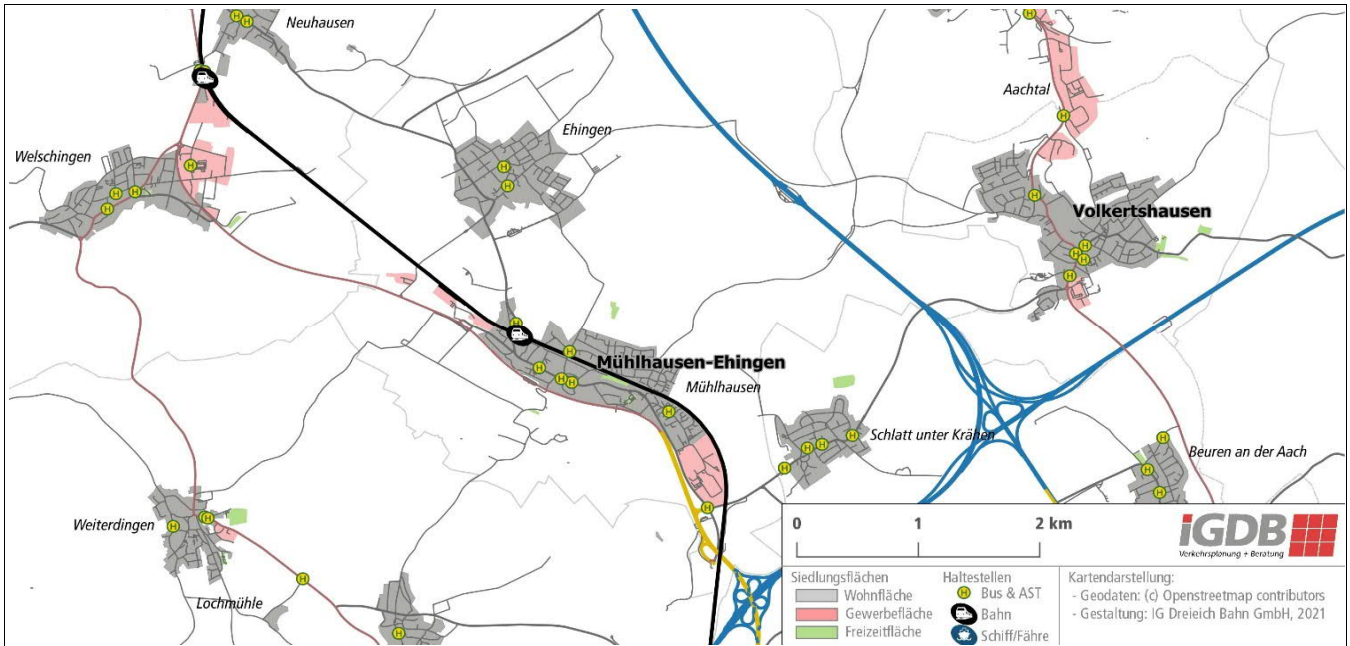 Neuhausen
Aachtal
Ehingen
Welschingen
Volkertshausen
Mühlhausen-Ehingen
Mühlhausen
Schlatt unter Krähen
Beuren an der Aach
Weiterdingen
Lochmühle
0 1 2 km
iGDB
Verkehrsplanung + Beratung
Siedlungsflächen
Wohnfläche
Gewerbefläche
Freizeitfläche
Haltestellen
H Bus & AST
Bahn
Schiff/Fähre
Kartendarstellung:
- Geodaten: (c) Openstreetmap contributors
- Gestaltung: IG Dreieich Bahn GmbH, 2021